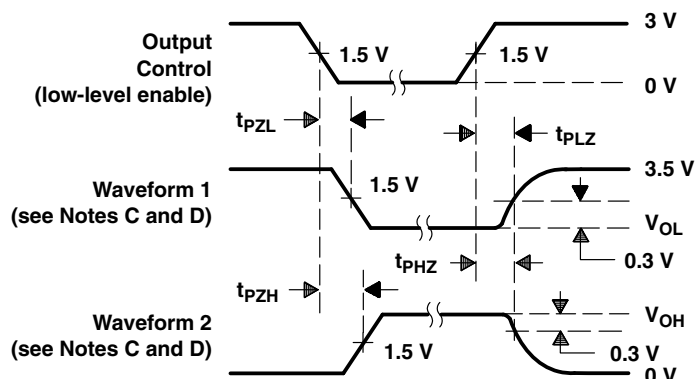 Output
Control
(low-level enable)
1.5 V
1.5 V
3 V
0 V
tPZL
tPLZ
Waveform 1
(see Notes C and D)
1.5 V
3.5 V
VOL
0.3 V
tPHZ
tPZH
Waveform 2
(see Notes C and D)
1.5 V
VOH
0.3 V
0 V